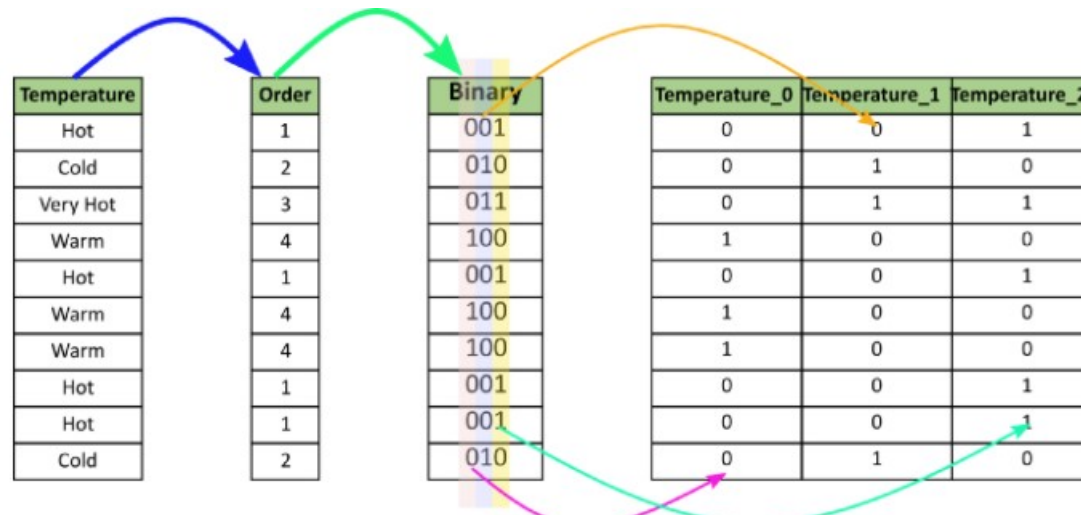 Temperature Order Binary Temperature_0 Temperature_1 Temperature_2
Hot 1 001 0 0 1
Cold 2 010 0 1 0
Very Hot 3 011 0 1 1
Warm 4 100 1 0 0
Hot 1 001 0 0 1
Warm 4 100 1 0 0
Warm 4 100 1 0 0
Hot 1 001 0 0 1
Hot 1 001 0 0 1
Cold 2 010 0 1 0